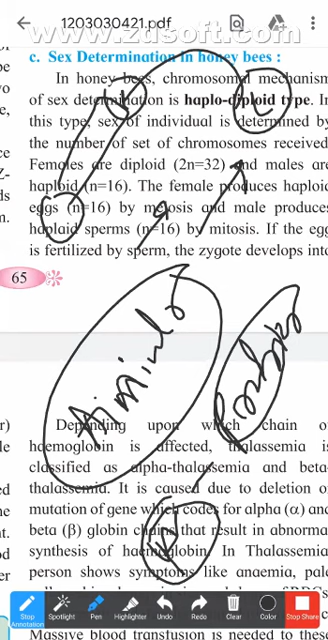 1203030421.pdf
www.zdsoft.com
c. Sex Determination in honey bees :
In honey bees, chromosomal mechanism
of sex determination is haplo-diploid type. In
this type, sex of individual is determined by
the number of set of chromosomes received
Females are diploid (2n=32) and males are
haploid (n=16). The female produces haploid
eggs (n=16) by meiosis and male produces
haplaid sperms (n=16) by mitosis. If the egg
is fertilized by sperm, the zygote develops into
65
Depending upon which chain of
haemoglobin is affected, thalassemia is
classified as alpha-thalassemia and beta-
thalassemia. It is caused due to deletion or
mutation of gene which codes for alpha (α) and
beta (β) globin chains that result in abnormal
synthesis of haemoglobin. In Thalassemia
person shows symptoms like anaemia, pale
Massive blood transfusion is needed to the
Stop Annotation
Spotlight
Pen
Highlighter
Undo
Redo
Clear
Color
Stop Share